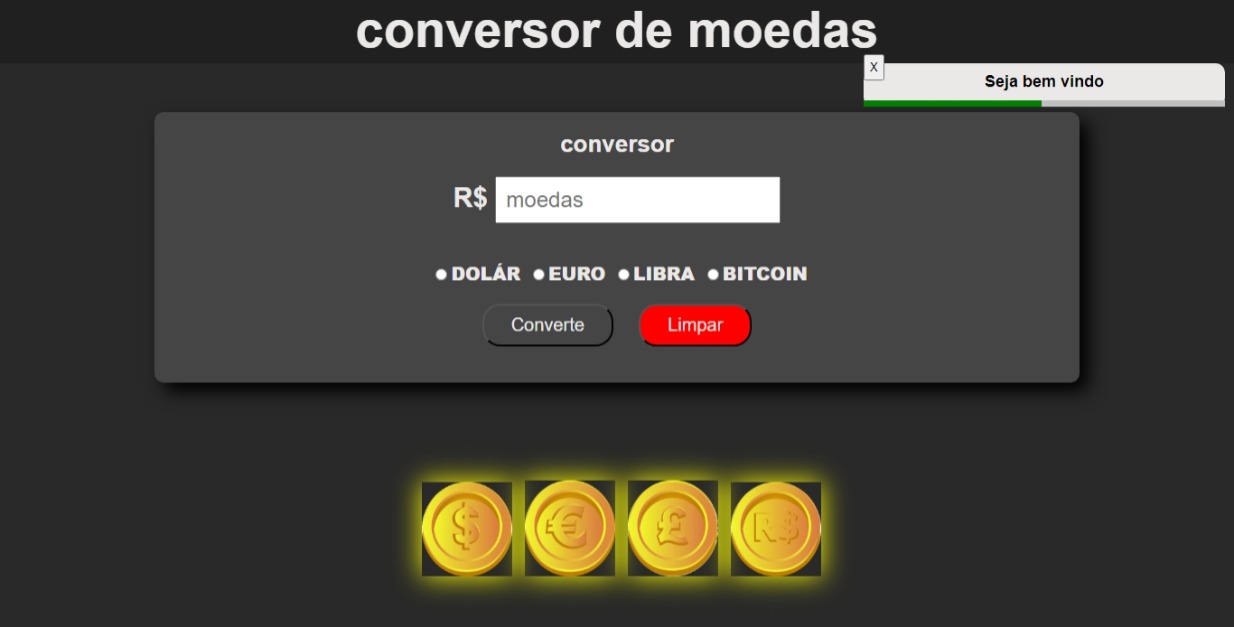 conversor de moedas
X
Seja bem vindo
conversor
R$ moedas
DOLÁR EURO LIBRA BITCOIN
Converte Limpar
$ € £ R$